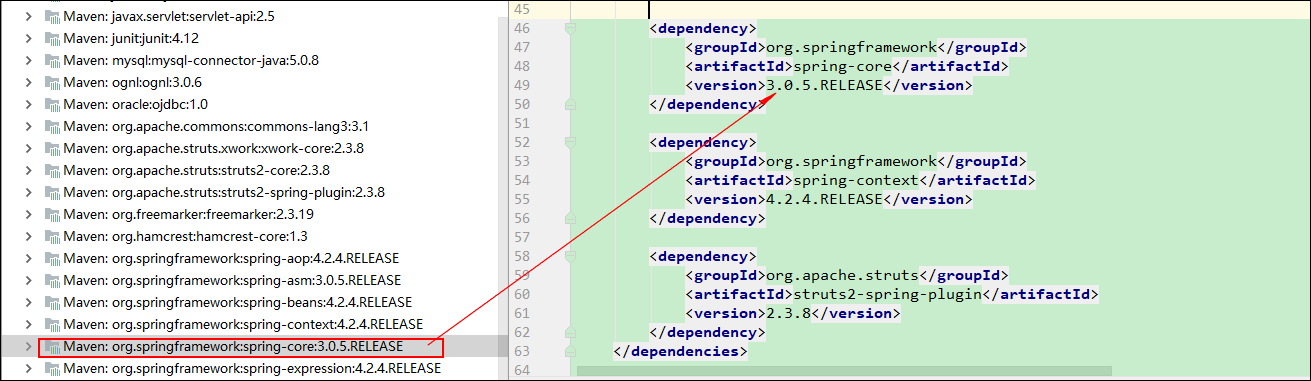 Maven: javax.servlet:servlet-api:2.5
Maven: junit:junit:4.12
Maven: mysql:mysql-connector-java:5.0.8
Maven: ognl:ognl:3.0.6
Maven: oracle:ojdbc:1.0
Maven: org.apache.commons:commons-lang3:3.1
Maven: org.apache.struts.xwork:xwork-core:2.3.8
Maven: org.apache.struts:struts2-core:2.3.8
Maven: org.apache.struts:struts2-spring-plugin:2.3.8
Maven: org.freemarker:freemarker:2.3.19
Maven: org.hamcrest:hamcrest-core:1.3
Maven: org.springframework:spring-aop:4.2.4.RELEASE
Maven: org.springframework:spring-asm:3.0.5.RELEASE
Maven: org.springframework:spring-beans:4.2.4.RELEASE
Maven: org.springframework:spring-context:4.2.4.RELEASE
Maven: org.springframework:spring-core:3.0.5.RELEASE
Maven: org.springframework:spring-expression:4.2.4.RELEASE
45
46 <dependency>
47 <groupId>org.springframework</groupId>
48 <artifactId>spring-core</artifactId>
49 <version>3.0.5.RELEASE</version>
50 </dependency>
51
52 <dependency>
53 <groupId>org.springframework</groupId>
54 <artifactId>spring-context</artifactId>
55 <version>4.2.4.RELEASE</version>
56 </dependency>
57
58 <dependency>
59 <groupId>org.apache.struts</groupId>
60 <artifactId>struts2-spring-plugin</artifactId>
61 <version>2.3.8</version>
62 </dependency>
63 </dependencies>
64